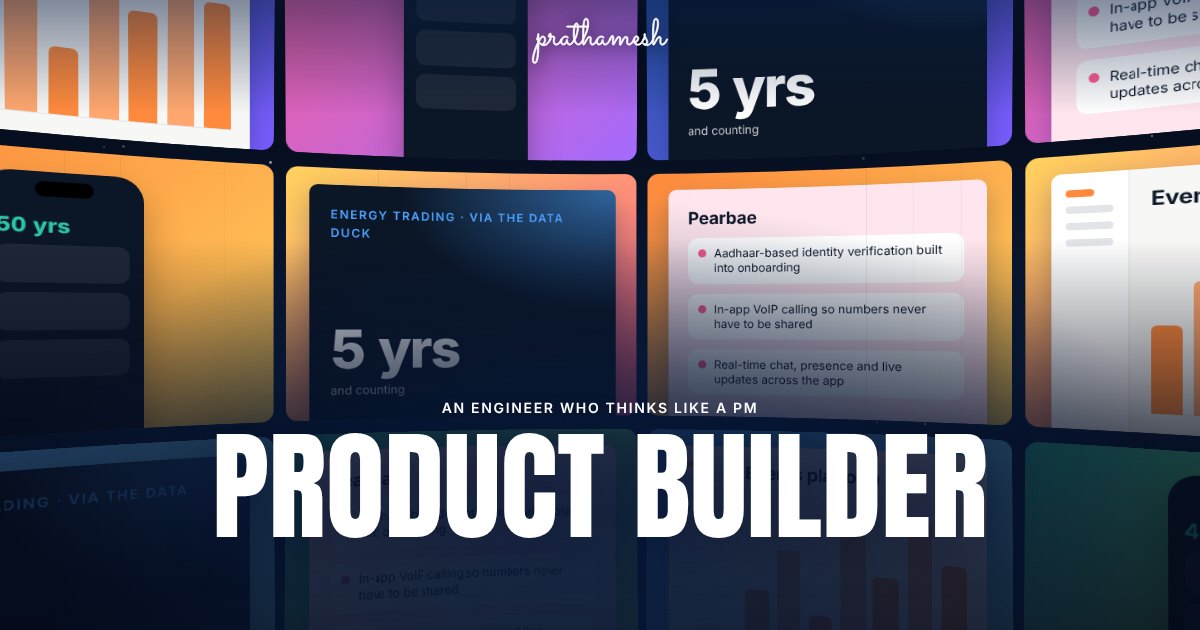 In-app VoIP
have to be s
Real-time ch
updates acro
prathamesh
5 yrs
and counting
50 yrs
ENERGY TRADING · VIA THE DATA
DUCK
5 yrs
and counting
Pearbae
Aadhaar-based identity verification built
into onboarding
In-app VoIP calling so numbers never
have to be shared
Real-time chat, presence and live
updates across the app
Even
AN ENGINEER WHO THINKS LIKE A PM
PRODUCT BUILDER
DING · VIA THE DATA
In-app VoIP calling so numbers never
have to be shared
4